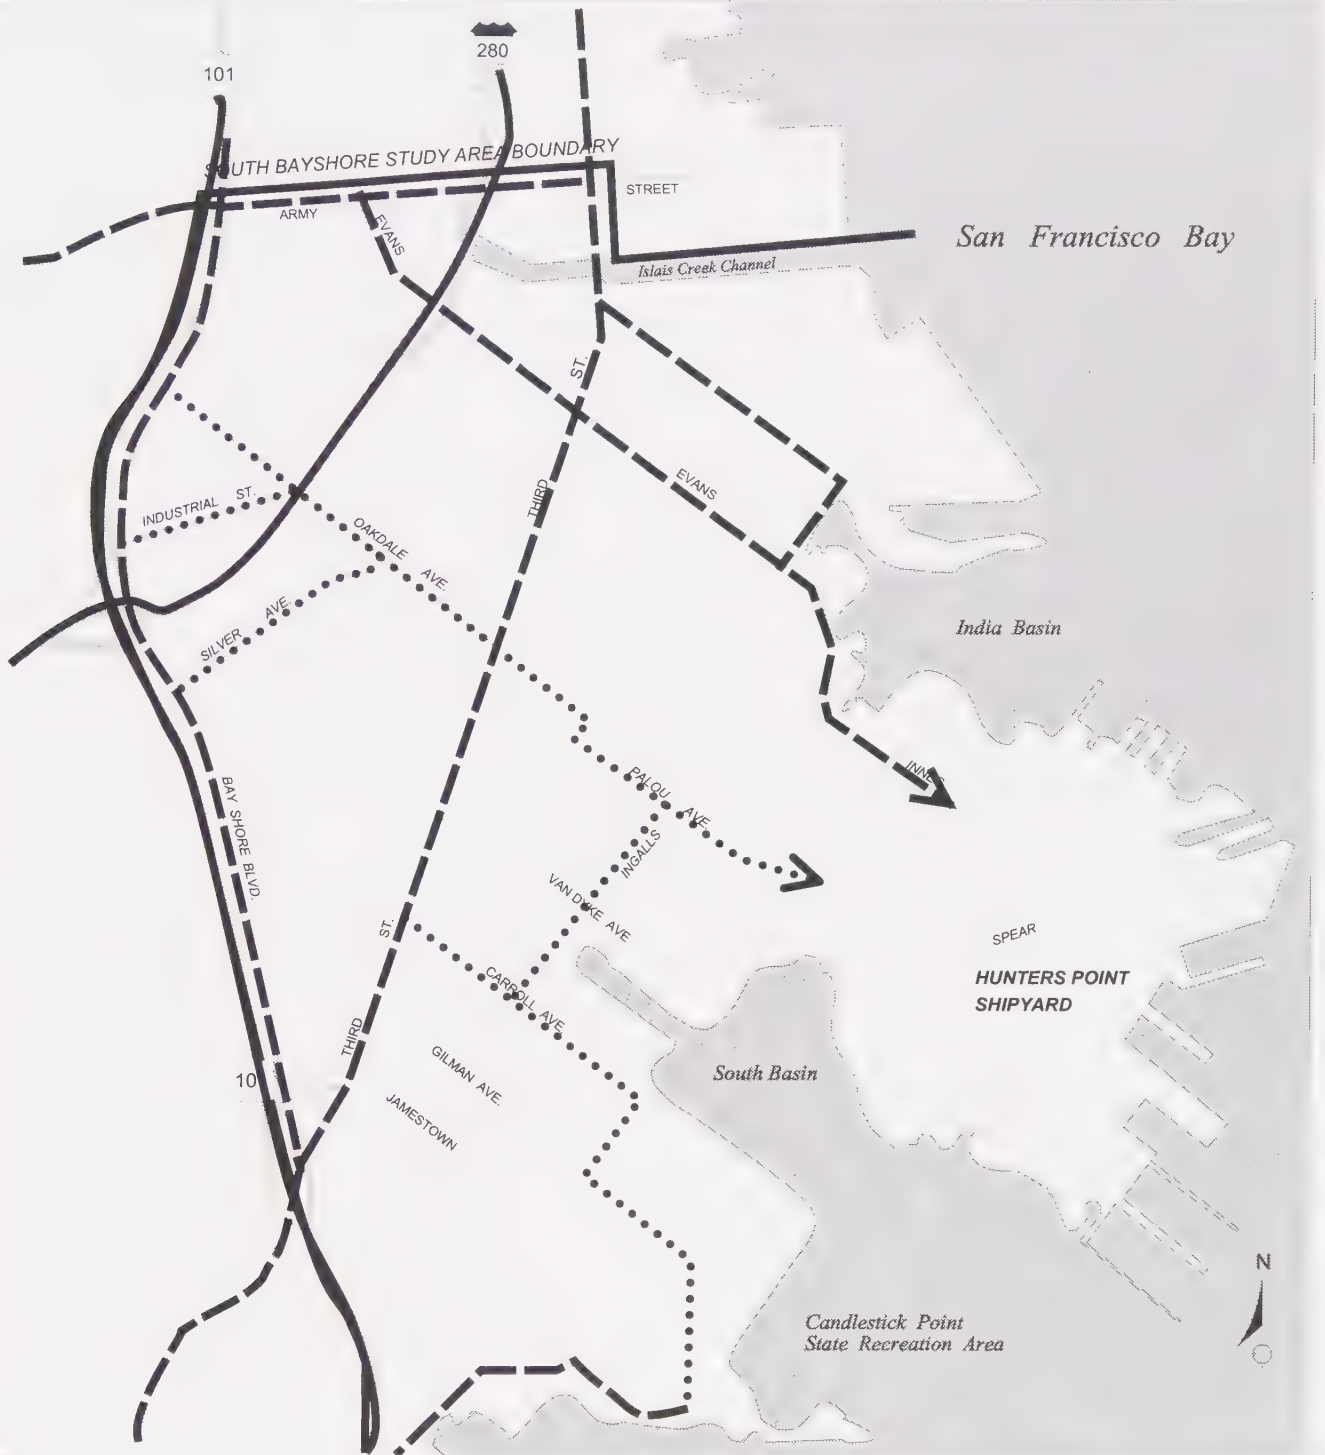 280
101
SOUTH BAYSHORE STUDY AREA BOUNDARY
STREET
ARMY
EVANS
San Francisco Bay
Islais Creek Channel
ST.
EVANS
THIRD
INDUSTRIAL ST.
OAKDALE AVE.
SILVER AVE.
India Basin
INNES
PALOU AVE.
BAY SHORE BLVD.
INGALLS
VAN DYKE AVE
ST.
SPEAR
HUNTERS POINT
SHIPYARD
CARROLL AVE.
THIRD
GILMAN AVE.
South Basin
10
JAMESTOWN
N
Candlestick Point
State Recreation Area